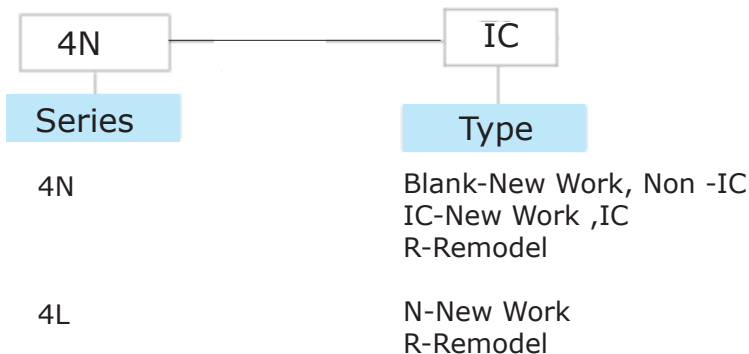 4N IC
Series Type
4N Blank-New Work, Non -IC
IC-New Work ,IC
R-Remodel
4L N-New Work
R-Remodel